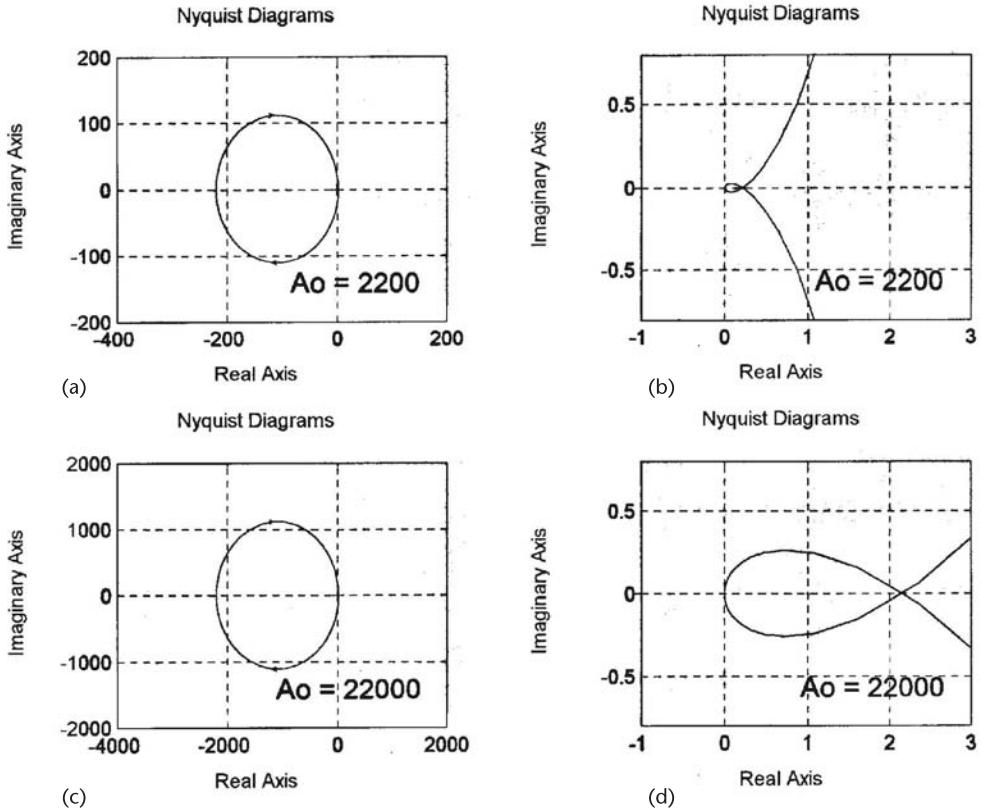 Nyquist Diagrams
200
100
0
-100
-200
-400
-200
0
200
Imaginary Axis
Real Axis
Ao = 2200
(a)
Nyquist Diagrams
0.5
0
-0.5
-1
0
1
2
3
Imaginary Axis
Real Axis
Ao = 2200
(b)
Nyquist Diagrams
2000
1000
0
-1000
-2000
-4000
-2000
0
2000
Imaginary Axis
Real Axis
Ao = 22000
(c)
Nyquist Diagrams
0.5
0
-0.5
-1
0
1
2
3
Imaginary Axis
Real Axis
Ao = 22000
(d)